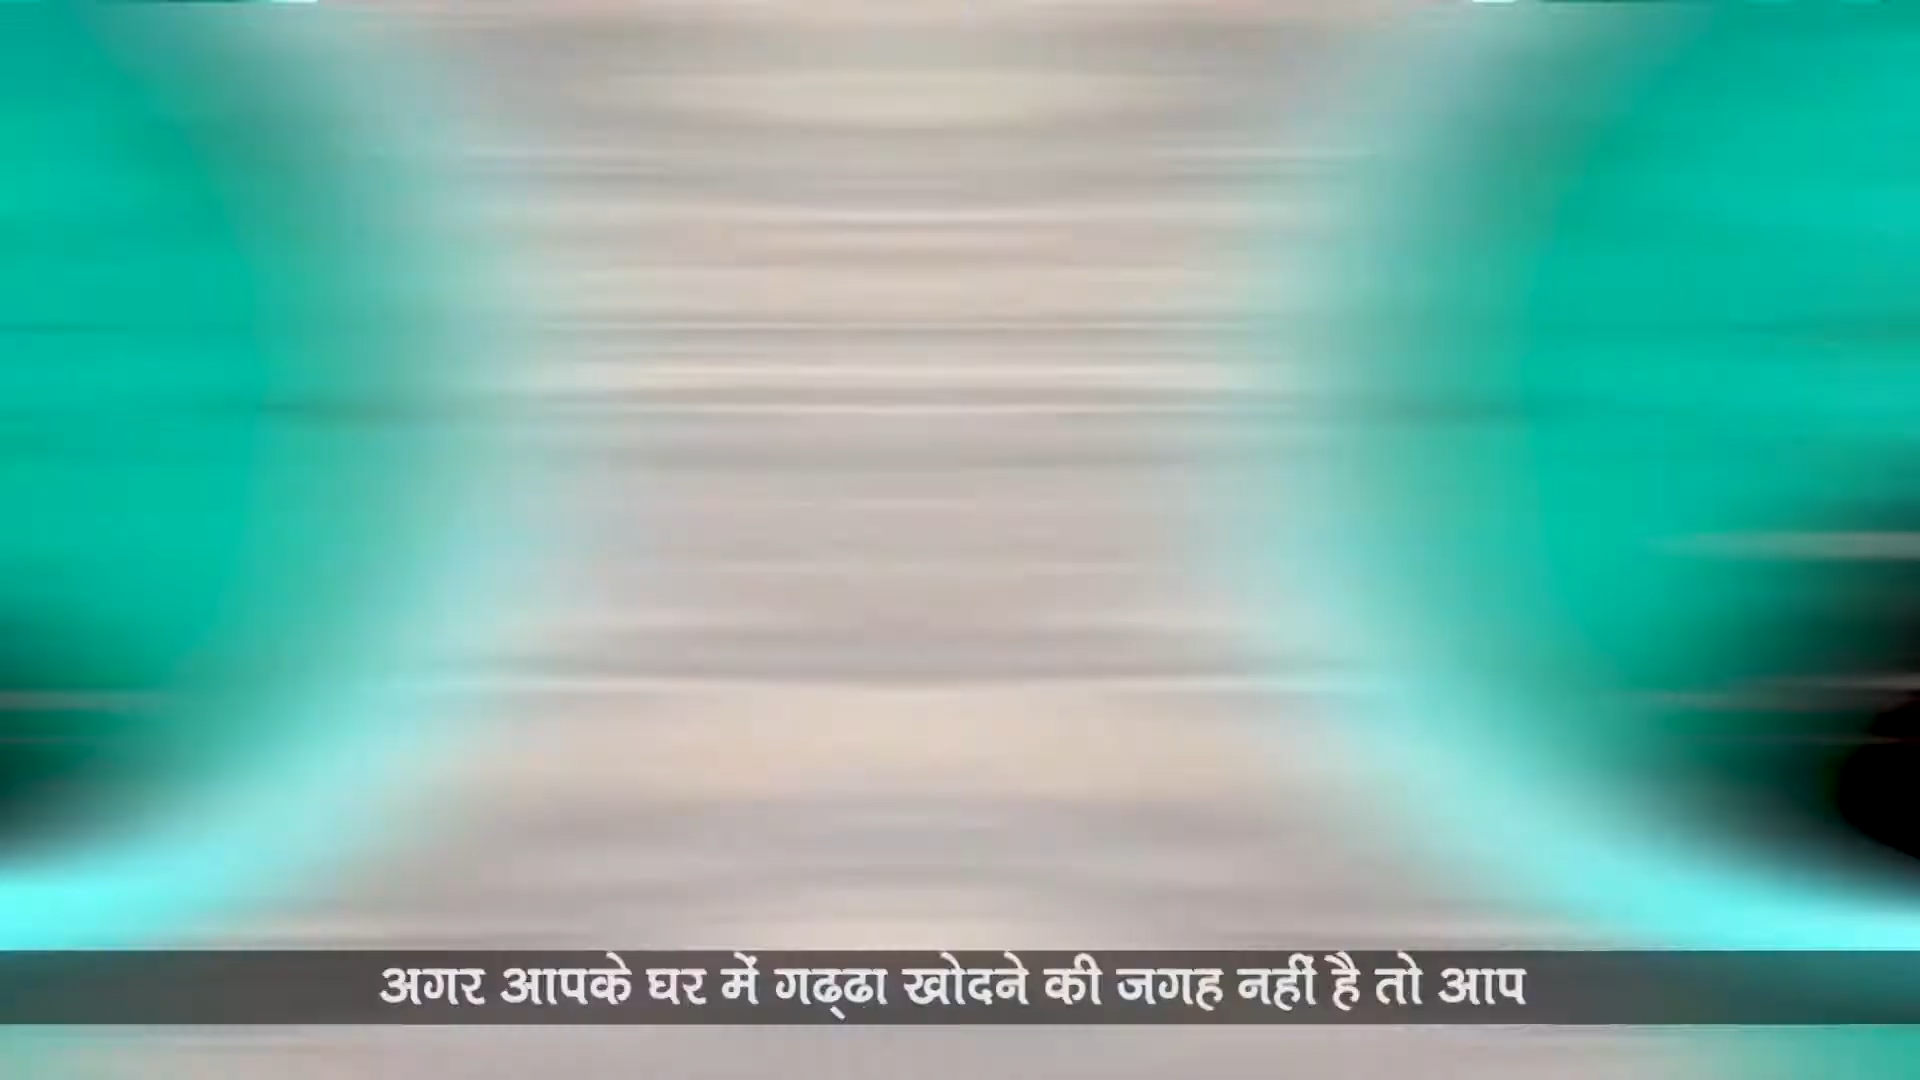 अगर आपके घर में गढ्ढा खोदने की जगह नहीं है तो आप